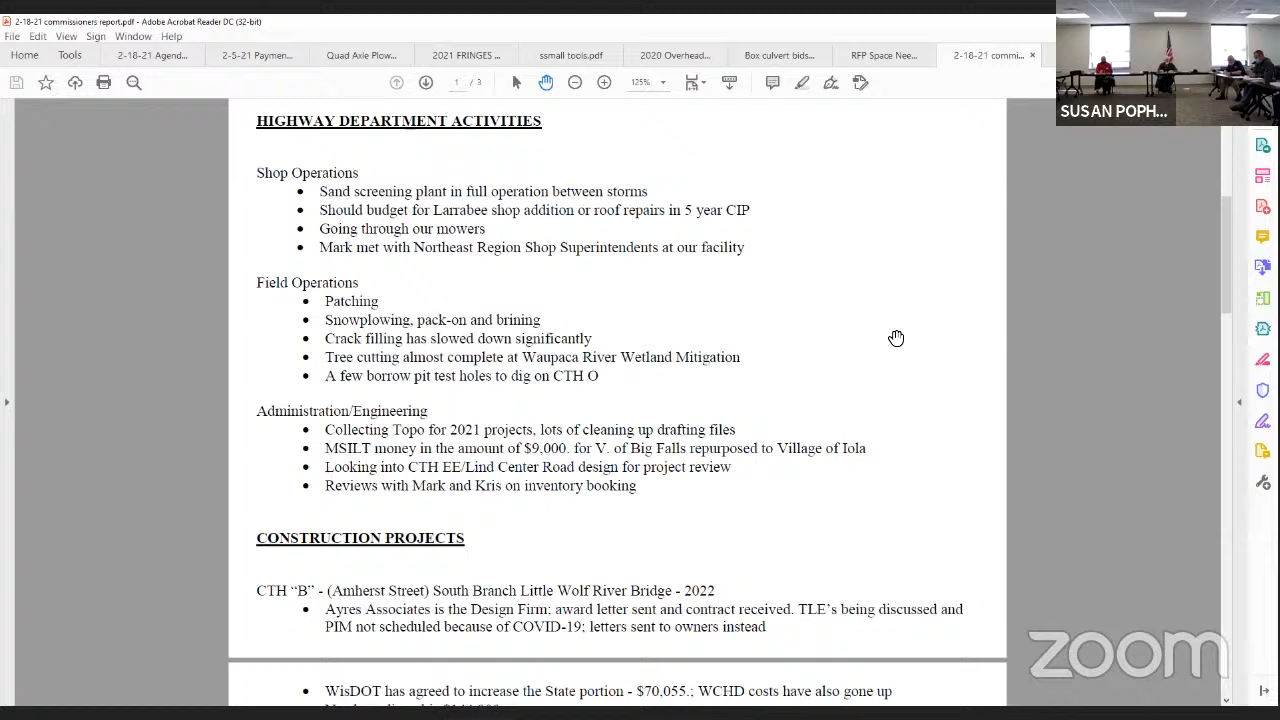 2-18-21 commissioners report.pdf - Adobe Acrobat Reader DC (32-bit)
File Edit View Sign Window Help
Home Tools 2-18-21 Agend... 2-5-21 Paymen... Quad Axle Plow... 2021 FRINGES ssmall tools.pdf 2020 Overhead... Box culvert bids... RFP Space Nee... 2-18-21 commi... ×
1 / 3 125%
SUSAN POPH...
HIGHWAY DEPARTMENT ACTIVITIES
Shop Operations
• Sand screening plant in full operation between storms
• Should budget for Larrabee shop addition or roof repairs in 5 year CIP
• Going through our mowers
• Mark met with Northeast Region Shop Superintendents at our facility
Field Operations
• Patching
• Snowplowing, pack-on and brining
• Crack filling has slowed down significantly
• Tree cutting almost complete at Waupaca River Wetland Mitigation
• A few borrow pit test holes to dig on CTH O
Administration/Engineering
• Collecting Topo for 2021 projects, lots of cleaning up drafting files
• MSILT money in the amount of $9,000. for V. of Big Falls repurposed to Village of Iola
• Looking into CTH EE/Lind Center Road design for project review
• Reviews with Mark and Kris on inventory booking
CONSTRUCTION PROJECTS
CTH “B” - (Amherst Street) South Branch Little Wolf River Bridge - 2022
• Ayres Associates is the Design Firm; award letter sent and contract received. TLE’s being discussed and
PIM not scheduled because of COVID-19; letters sent to owners instead
• WisDOT has agreed to increase the State portion - $70,055.; WCHD costs have also gone up
zoom